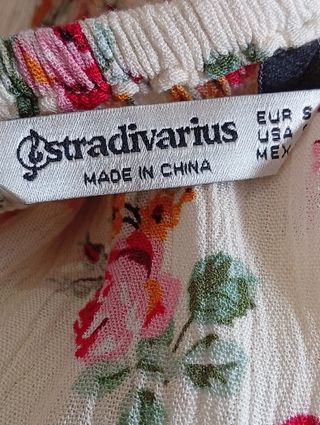 stradivarius
MADE IN CHINA
EUR S
USA
MEX